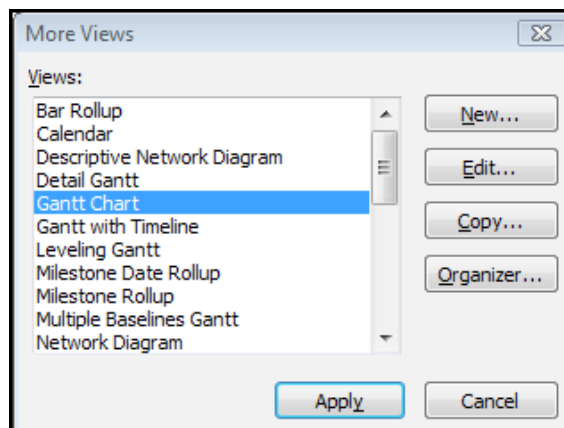 More Views
Views:
Bar Rollup
Calendar
Descriptive Network Diagram
Detail Gantt
Gantt Chart
Gantt with Timeline
Leveling Gantt
Milestone Date Rollup
Milestone Rollup
Multiple Baselines Gantt
Network Diagram
New...
Edit...
Copy...
Organizer...
Apply
Cancel